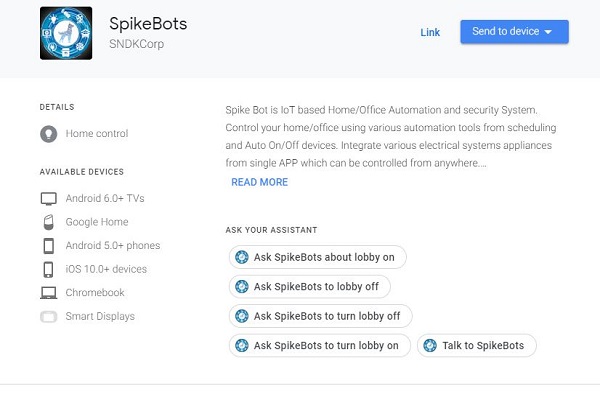 SpikeBots
SNDKCorp
Link
Send to device
DETAILS
Home control
AVAILABLE DEVICES
Android 6.0+ TVs
Google Home
Android 5.0+ phones
iOS 10.0+ devices
Chromebook
Smart Displays
Spike Bot is IoT based Home/Office Automation and security System.
Control your home/office using various automation tools from scheduling
and Auto On/Off devices. Integrate various electrical systems appliances
from single APP which can be controlled from anywhere....
READ MORE
ASK YOUR ASSISTANT
Ask SpikeBots about lobby on
Ask SpikeBots to lobby off
Ask SpikeBots to turn lobby off
Ask SpikeBots to turn lobby on
Talk to SpikeBots